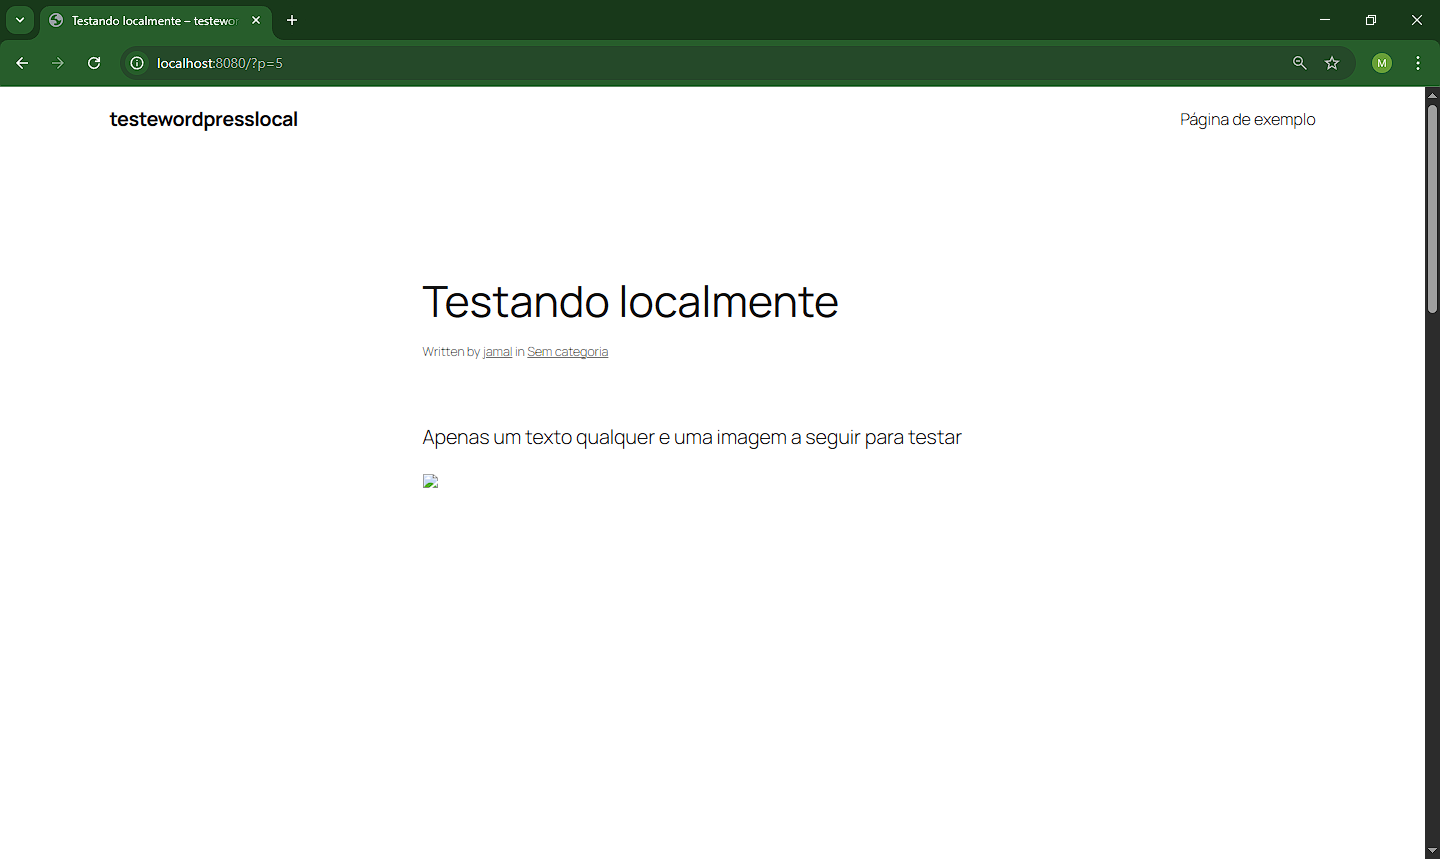 Testando localmente – testewor
localhost:8080/?p=5
M
testewordpresslocal
Página de exemplo
Testando localmente
Written by jamal in Sem categoria
Apenas um texto qualquer e uma imagem a seguir para testar